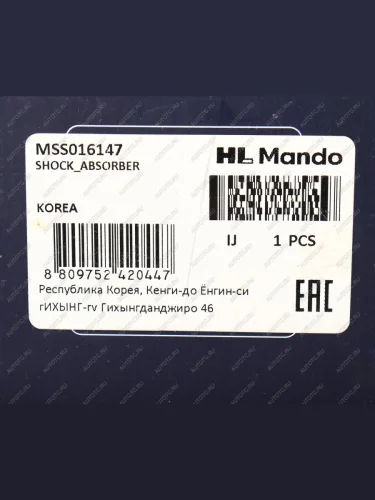 MSS016147
SHOCK_ABSORBER
HL Mando
KOREA
IJ 1 PCS
8 809752 420447
Республика Корея, Кенги-до Ёнгин-си
гИХЫНГ-гv Гихынгданджиро 46
EAC